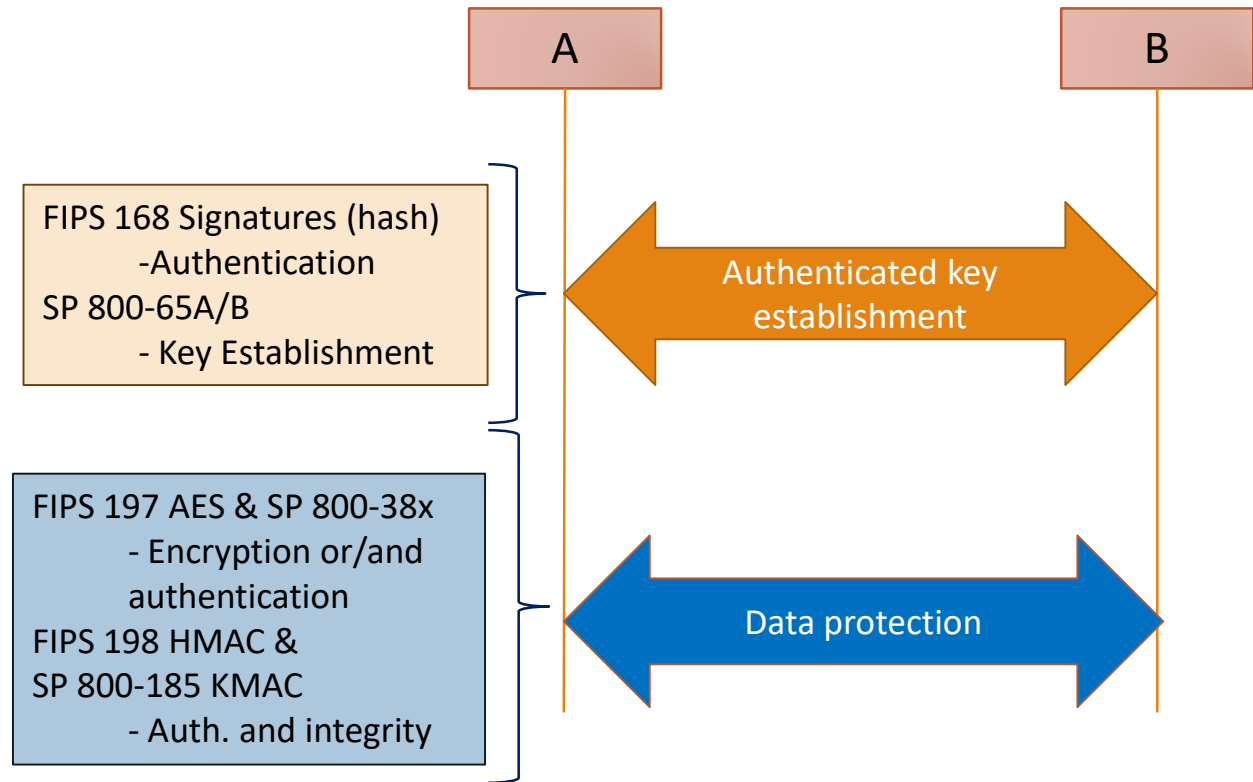 A
B
FIPS 168 Signatures (hash)
-Authentication
SP 800-65A/B
- Key Establishment
Authenticated key
establishment
FIPS 197 AES & SP 800-38x
- Encryption or/and
authentication
FIPS 198 HMAC &
SP 800-185 KMAC
- Auth. and integrity
Data protection